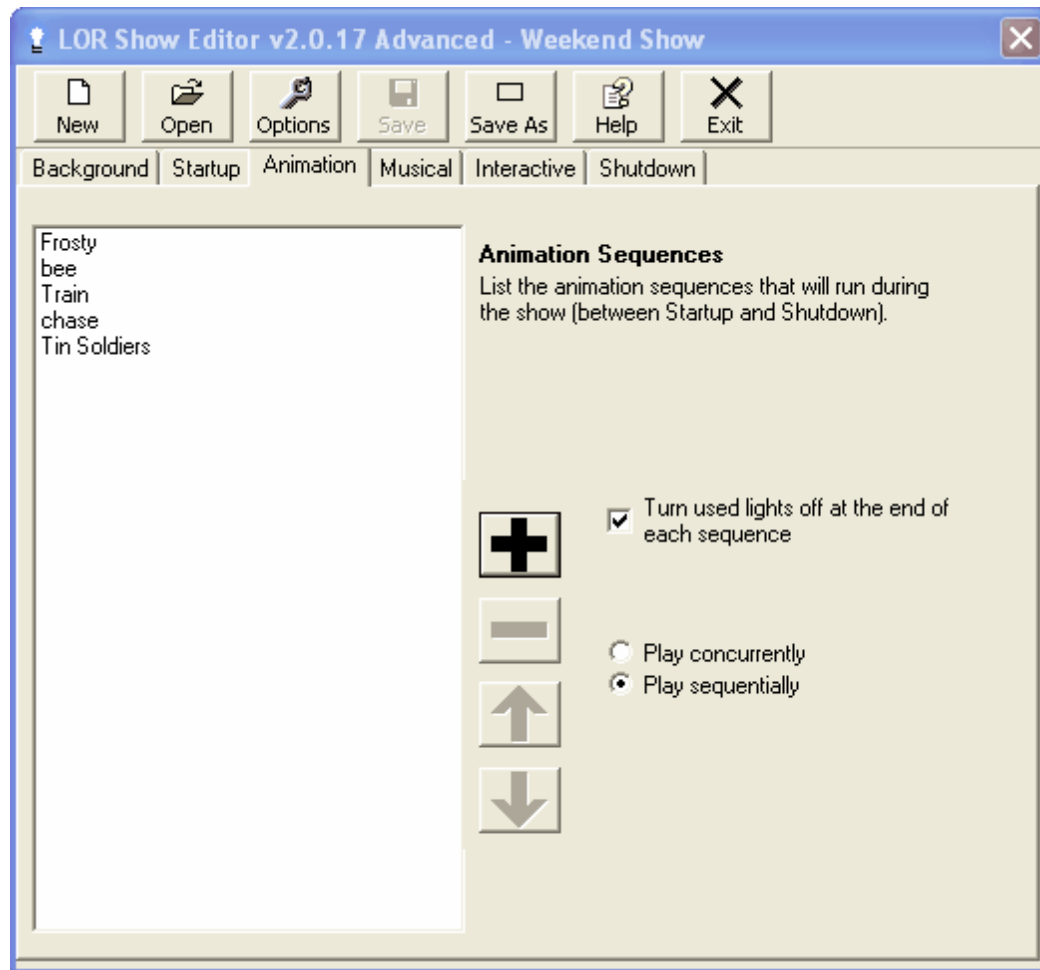 LOR Show Editor v2.0.17 Advanced - Weekend Show
New Open Options Save Save As Help Exit
Background Startup Animation Musical Interactive Shutdown
Frosty
bee
Train
chase
Tin Soldiers
Animation Sequences
List the animation sequences that will run during
the show (between Startup and Shutdown).
Turn used lights off at the end of
each sequence
Play concurrently
Play sequentially